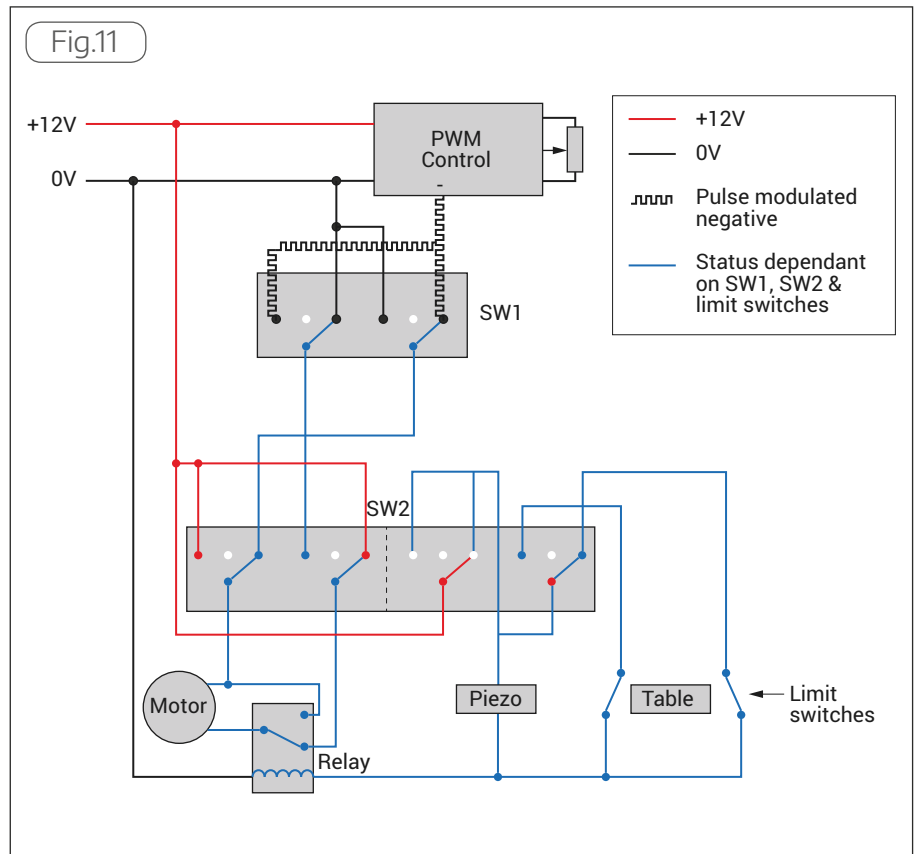 Fig.11
+12V
0V
PWM
Control
-
+12V
0V
Pulse modulated
negative
Status dependant
on SW1, SW2 &
limit switches
SW1
SW2
Motor
Relay
Piezo
Table
Limit
switches